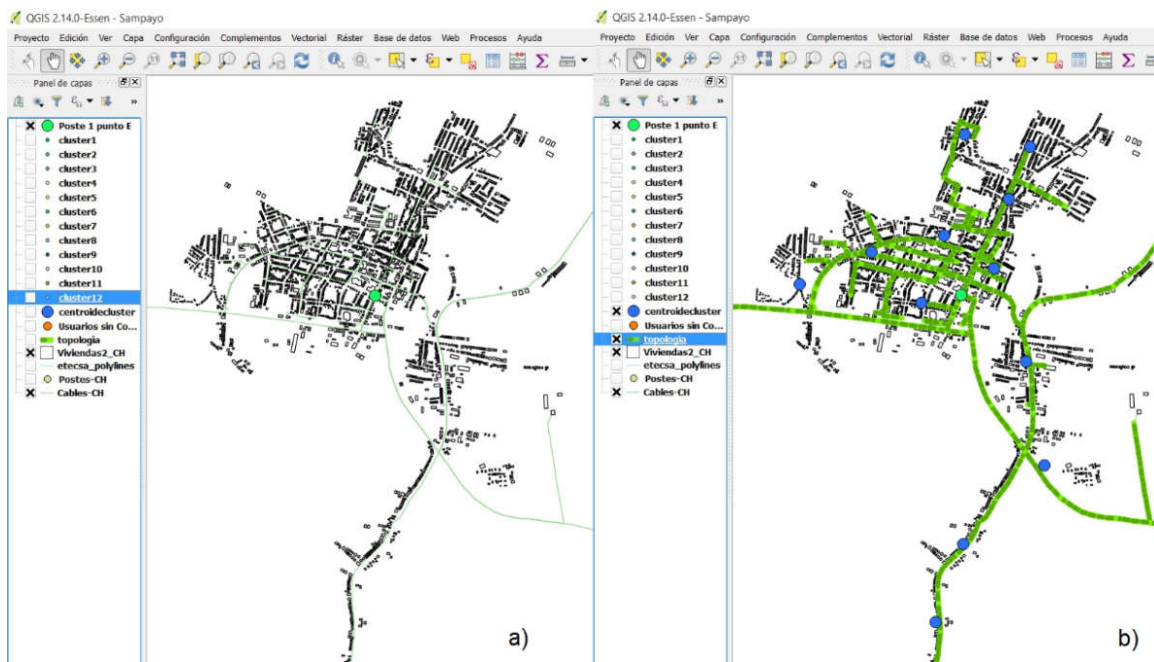 QGIS 2.14.0-Essen - Sampayo
Proyecto Edición Ver Capa Configuración Complementos Vectorial Ráster Base de datos Web Procesos Ayuda
Panel de capas
Poste 1 punto E
cluster1
cluster2
cluster3
cluster4
cluster5
cluster6
cluster7
cluster8
cluster9
cluster10
cluster11
cluster12
centroidecluster
Usuarios sin Co...
topologia
Viviendas2_CH
etecsa_polylines
Postes-CH
Cables-CH
a)
QGIS 2.14.0-Essen - Sampayo
Proyecto Edición Ver Capa Configuración Complementos Vectorial Ráster Base de datos Web Procesos Ayuda
Panel de capas
Poste 1 punto E
cluster1
cluster2
cluster3
cluster4
cluster5
cluster6
cluster7
cluster8
cluster9
cluster10
cluster11
cluster12
centroidecluster
Usuarios sin Co...
topologia
Viviendas2_CH
etecsa_polylines
Postes-CH
Cables-CH
b)